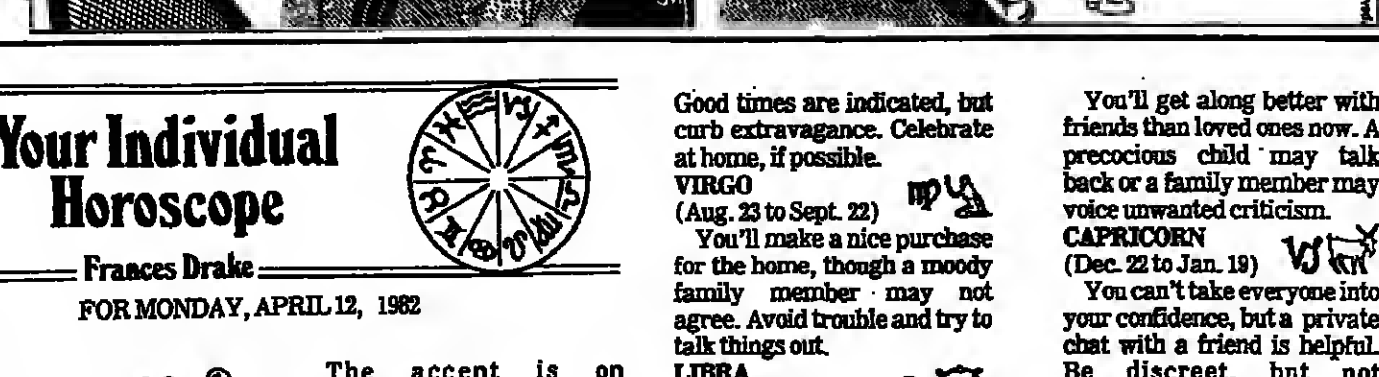 Your Individual
Horoscope
Frances Drake
FOR MONDAY, APRIL 12, 1982
The accent is on
Good times are indicated, but
curb extravagance. Celebrate
at home, if possible.
VIRGO
(Aug. 23 to Sept. 22)
You'll make a nice purchase
for the home, though a moody
family member may not
agree. Avoid trouble and try to
talk things out.
LIBRA
You'll get along better with
friends than loved ones now. A
precocious child may talk
back or a family member may
voice unwanted criticism.
CAPRICORN
(Dec. 22 to Jan. 19)
You can't take everyone into
your confidence, but a private
chat with a friend is helpful.
Be discreet, but not